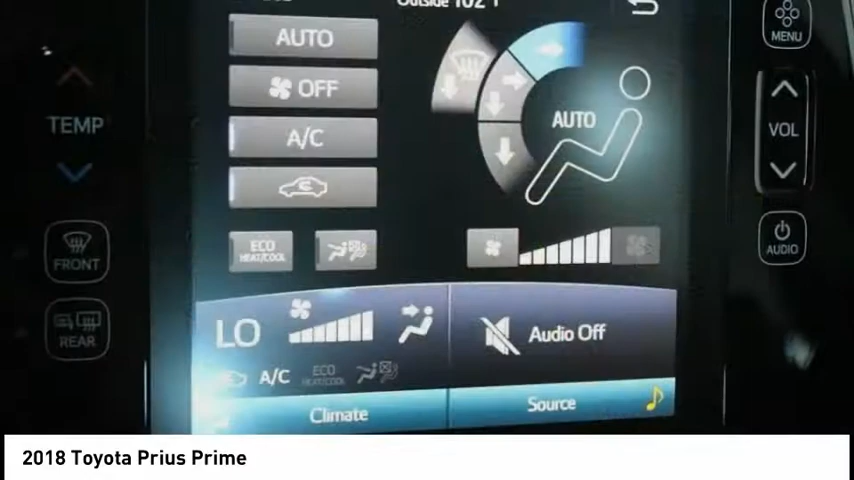 Outside 102
AUTO
MENU
OFF
TEMP
A/C
AUTO
VOL
FRONT
ECO
HEAT/COOL
AUDIO
REAR
LO
Audio Off
A/C
ECO
HEAT/COOL
Climate
Source
2018 Toyota Prius Prime